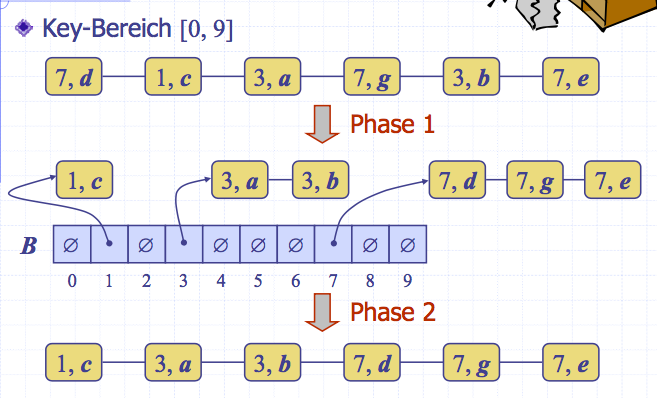 Key-Bereich [0, 9]
7, d 1, c 3, a 7, g 3, b 7, e
Phase 1
1, c 3, a 3, b 7, d 7, g 7, e
B ∅ ∅ ∅ ∅ ∅ ∅ ∅
0 1 2 3 4 5 6 7 8 9
Phase 2
1, c 3, a 3, b 7, d 7, g 7, e